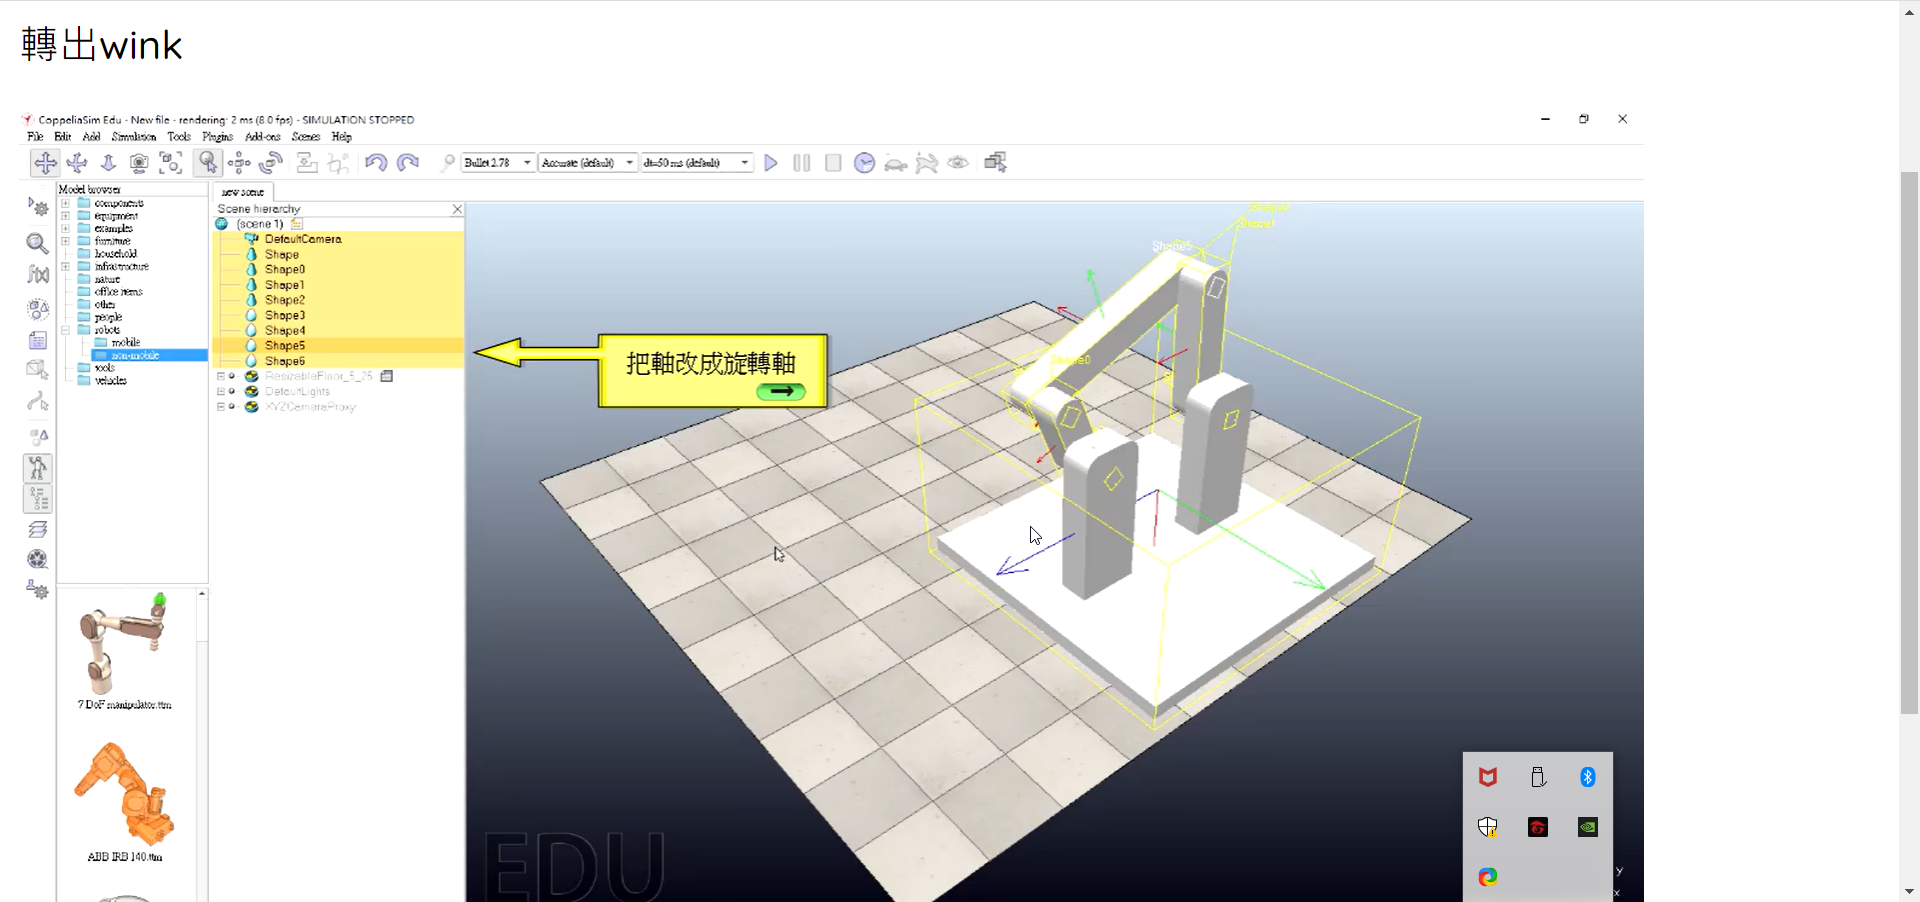 轉出wink
CoppeliaSim Edu - New file - rendering: 2 ms (8.0 fps) - SIMULATION STOPPED
File Edit Add Simulation Tools Plugins Add-ons Scenes Help
Bullet 2.78 Accurate (default) dt=50 ms (default)
Model browser
components
equipment
examples
furniture
household
infrastructure
nature
office items
other
people
robots
mobile
non-mobile
tools
vehicles
7 DoF manipulator.ttm
ABB IRB 140.ttm
new scene
Scene hierarchy
(scene 1)
DefaultCamera
Shape
Shape0
Shape1
Shape2
Shape3
Shape4
Shape5
Shape6
ResizableFloor_5_25
DefaultLights
XYZCameraProxy
把軸改成旋轉軸
Shape0
EDU
y
x